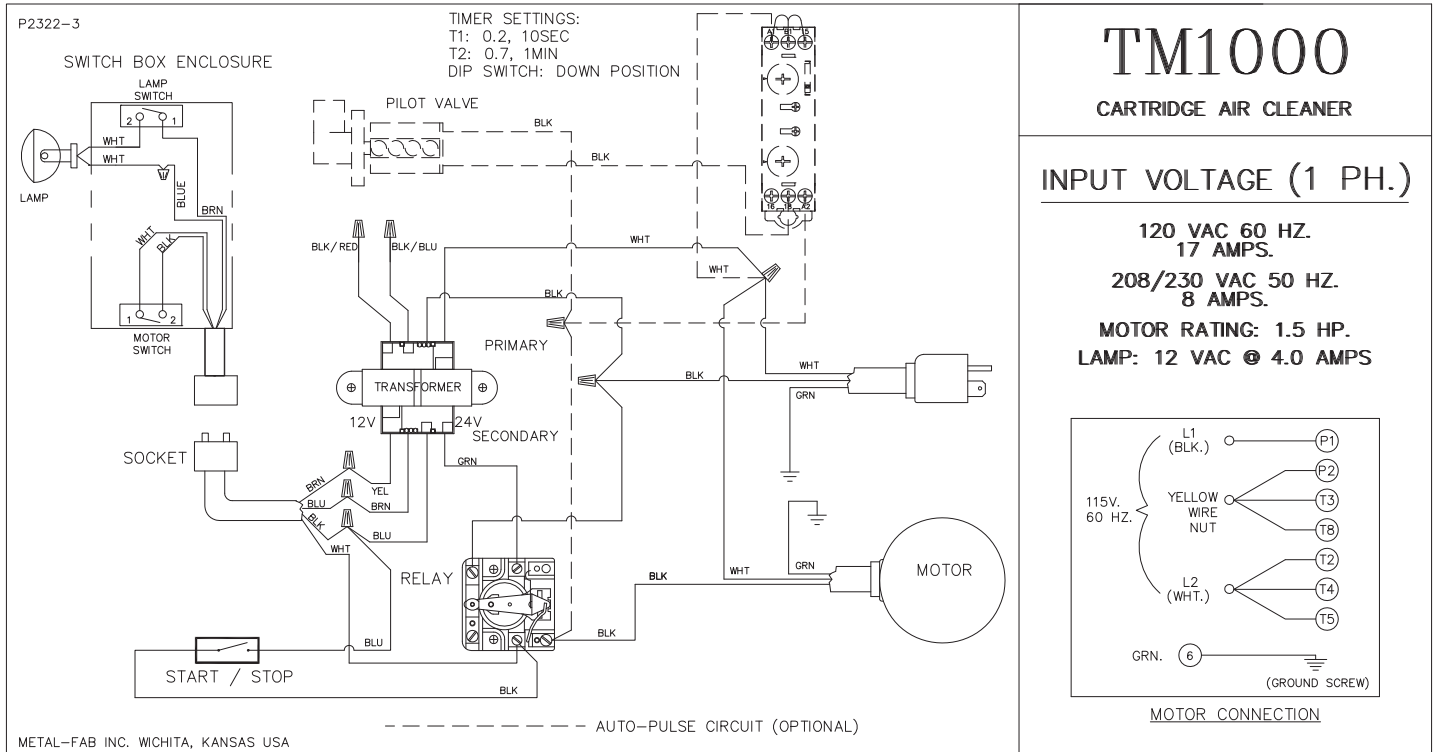 P2322-3
TIMER SETTINGS:
T1: 0.2, 10SEC
T2: 0.7, 1MIN
DIP SWITCH: DOWN POSITION
SWITCH BOX ENCLOSURE
LAMP
SWITCH
2 1
WHT
WHT
LAMP
BLUE
BRN
WHT
BLK
1 2
MOTOR
SWITCH
PILOT VALVE
BLK
BLK
A1 B1 15
16 18 A2
BLK/RED
BLK/BLU
WHT
WHT
BLK
PRIMARY
TRANSFORMER
12V
24V
SECONDARY
WHT
BLK
GRN
SOCKET
GRN
BRN
YEL
BLU
BRN
BLK
BLU
WHT
RELAY
BLK
WHT
GRN
MOTOR
BLK
BLU
START / STOP
BLK
AUTO-PULSE CIRCUIT (OPTIONAL)
METAL-FAB INC. WICHITA, KANSAS USA
TM1000
CARTRIDGE AIR CLEANER
INPUT VOLTAGE (1 PH.)
120 VAC 60 HZ.
17 AMPS.
208/230 VAC 50 HZ.
8 AMPS.
MOTOR RATING: 1.5 HP.
LAMP: 12 VAC @ 4.0 AMPS
L1
(BLK.)
P1
P2
115V.
60 HZ.
YELLOW
WIRE
NUT
T3
T8
T2
L2
(WHT.)
T4
T5
GRN. 6
(GROUND SCREW)
MOTOR CONNECTION